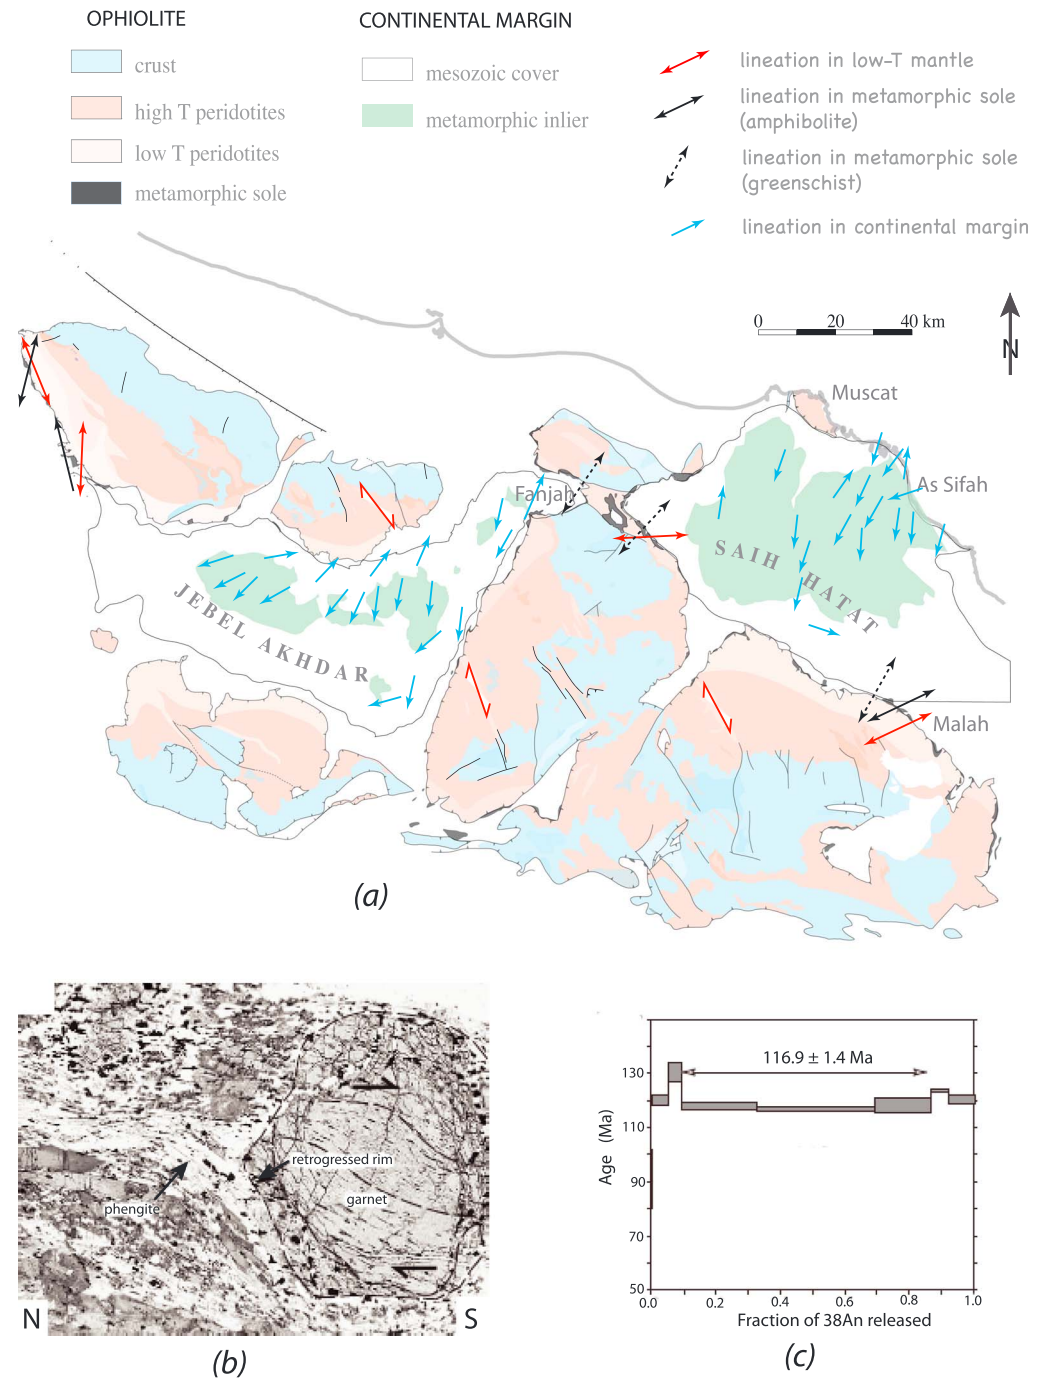 OPHIOLITE
crust
high T peridotites
low T peridotites
metamorphic sole
CONTINENTAL MARGIN
mesozoic cover
metamorphic inlier
lineation in low-T mantle
lineation in metamorphic sole
(amphibolite)
lineation in metamorphic sole
(greenschist)
lineation in continental margin
0 20 40 km
N
Muscat
Fanjah
As Sifah
SAIH HATAT
JEBEL AKHDAR
Malah
(a)
retrogressed rim
garnet
phengite
N
S
(b)
116.9 ± 1.4 Ma
Age (Ma)
130
110
90
70
50
0.0 0.2 0.4 0.6 0.8 1.0
Fraction of 38An released
(c)